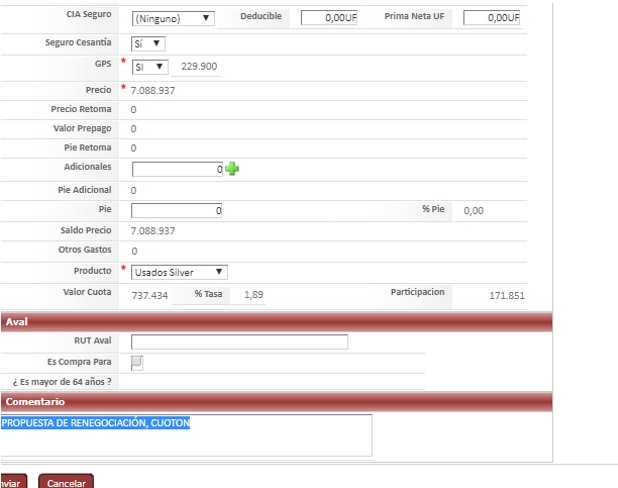 CIA Seguro (Ninguno) Deducible 0,00UF Prima Neta UF 0,00UF
Seguro Cesantía Sí
GPS * SI 229.900
Precio * 7.088.937
Precio Retoma 0
Valor Prepago 0
Pie Retoma 0
Adicionales 0
Pie Adicional 0
Pie 0 % Pie 0,00
Saldo Precio 7.088.937
Otros Gastos 0
Producto * Usados Silver
Valor Cuota 737.434 % Tasa 1,89 Participacion 171.851
Aval
RUT Aval
Es Compra Para
¿ Es mayor de 64 años ?
Comentario
PROPUESTA DE RENEGOCIACIÓN, CUOTON
nviar Cancelar